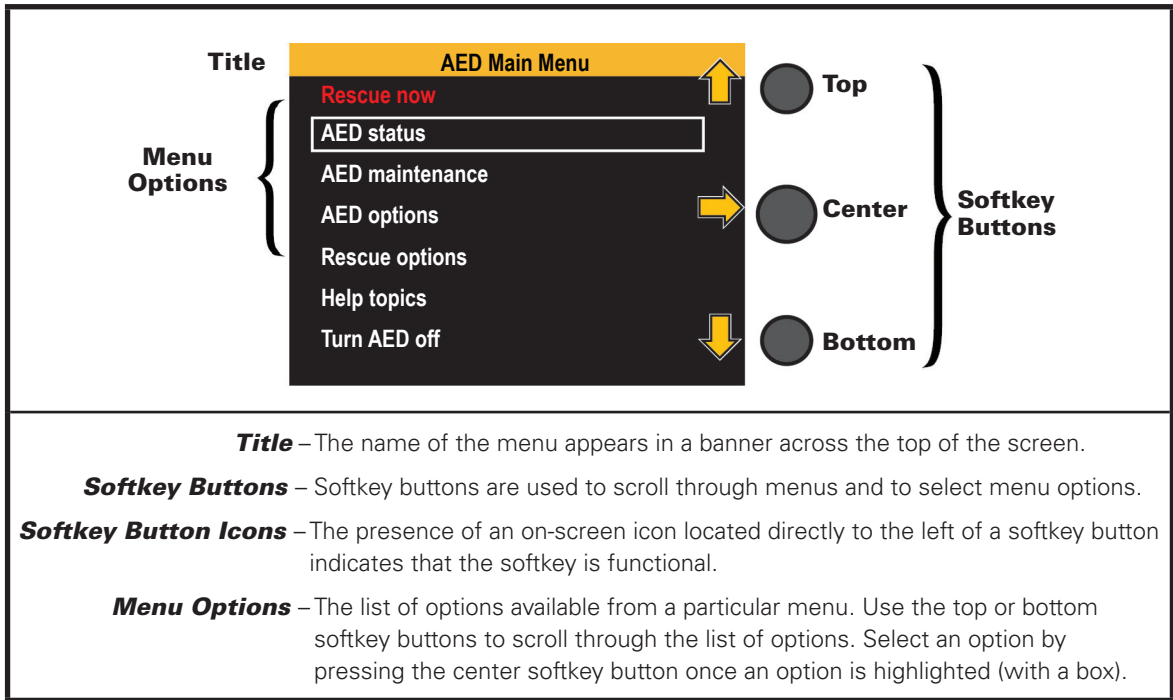 Title
AED Main Menu
Rescue now
AED status
AED maintenance
AED options
Rescue options
Help topics
Turn AED off
Menu
Options
Top
Center
Bottom
Softkey
Buttons
Title – The name of the menu appears in a banner across the top of the screen.
Softkey Buttons – Softkey buttons are used to scroll through menus and to select menu options.
Softkey Button Icons – The presence of an on-screen icon located directly to the left of a softkey button
indicates that the softkey is functional.
Menu Options – The list of options available from a particular menu. Use the top or bottom
softkey buttons to scroll through the list of options. Select an option by
pressing the center softkey button once an option is highlighted (with a box).